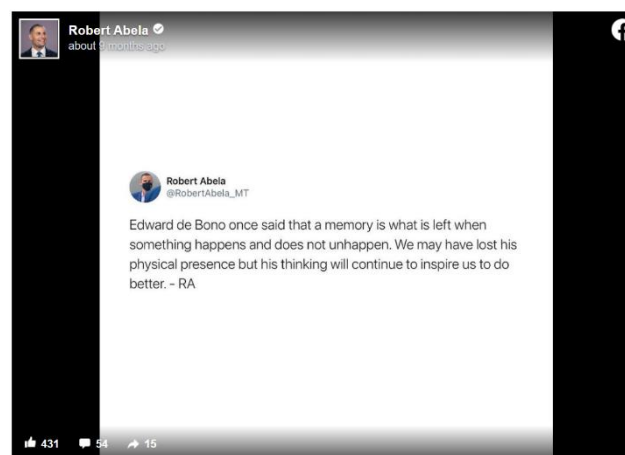 Robert Abela
about 9 months ago
Robert Abela
@RobertAbela_MT
Edward de Bono once said that a memory is what is left when
something happens and does not unhappen. We may have lost his
physical presence but his thinking will continue to inspire us to do
better. - RA
431 54 15